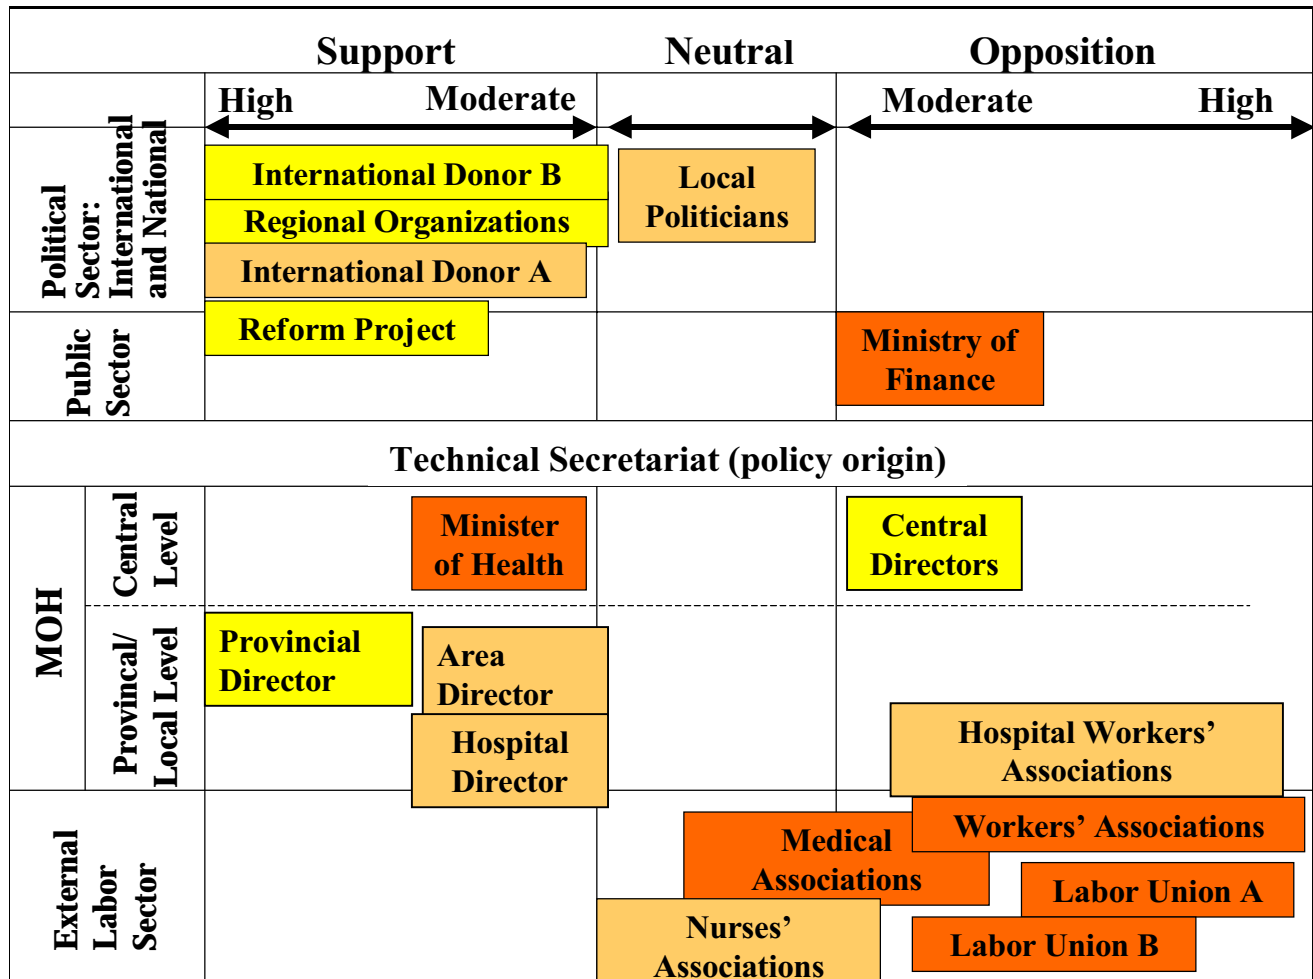 Support
Neutral
Opposition
High
Moderate
Moderate
High
Political
Sector:
International
and National
International Donor B
Regional Organizations
International Donor A
Local
Politicians
Public
Sector
Reform Project
Ministry of
Finance
Technical Secretariat (policy origin)
MOH
Central
Level
Minister
of Health
Central
Directors
Provincal/
Local Level
Provincial
Director
Area
Director
Hospital
Director
Hospital Workers’
Associations
External
Labor
Sector
Workers’ Associations
Medical
Associations
Labor Union A
Nurses’
Associations
Labor Union B